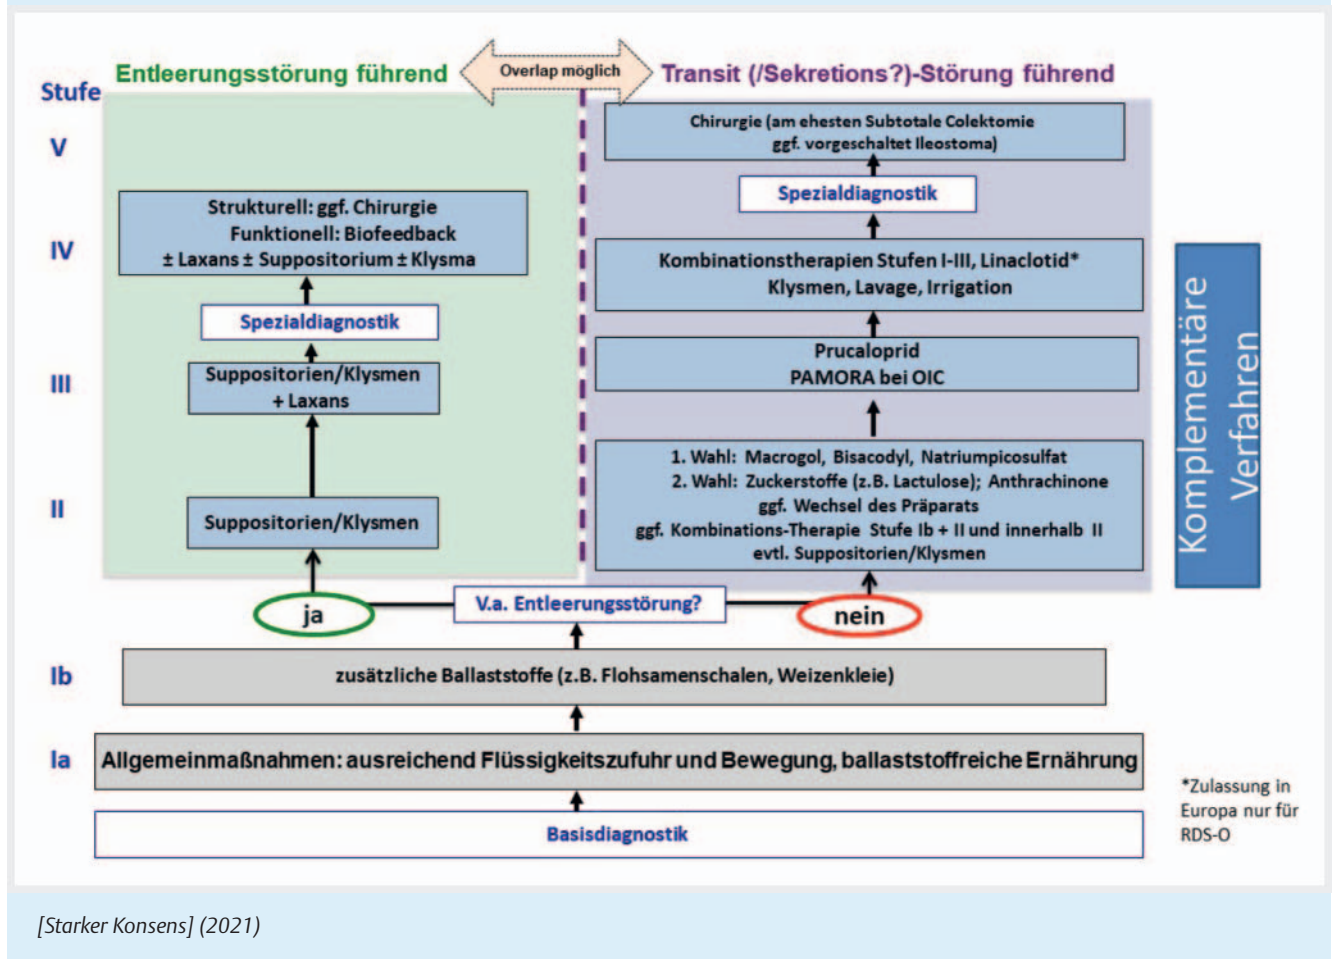 Entleerungsstörung führend
Overlap möglich
Transit (/Sekretions?)-Störung führend
Stufe
V
Chirurgie (am ehesten Subtotale Colektomie
ggf. vorgeschaltet Ileostoma)
Spezialdiagnostik
IV
Strukturell: ggf. Chirurgie
Funktionell: Biofeedback
± Laxans ± Suppositorium ± Klysma
Kombinationstherapien Stufen I-III, Linaclotid*
Klysmen, Lavage, Irrigation
Spezialdiagnostik
III
Suppositorien/Klysmen
+ Laxans
Prucaloprid
PAMORA bei OIC
II
Suppositorien/Klysmen
1. Wahl: Macrogol, Bisacodyl, Natriumpicosulfat
2. Wahl: Zuckerstoffe (z.B. Lactulose); Anthrachinone
ggf. Wechsel des Präparats
ggf. Kombinations-Therapie Stufe Ib + II und innerhalb II
evtl. Suppositorien/Klysmen
Komplementäre
Verfahren
ja
V.a. Entleerungsstörung?
nein
Ib
zusätzliche Ballaststoffe (z.B. Flohsamenschalen, Weizenkleie)
Ia
Allgemeinmaßnahmen: ausreichend Flüssigkeitszufuhr und Bewegung, ballaststoffreiche Ernährung
Basisdiagnostik
*Zulassung in
Europa nur für
RDS-O
[Starker Konsens] (2021)